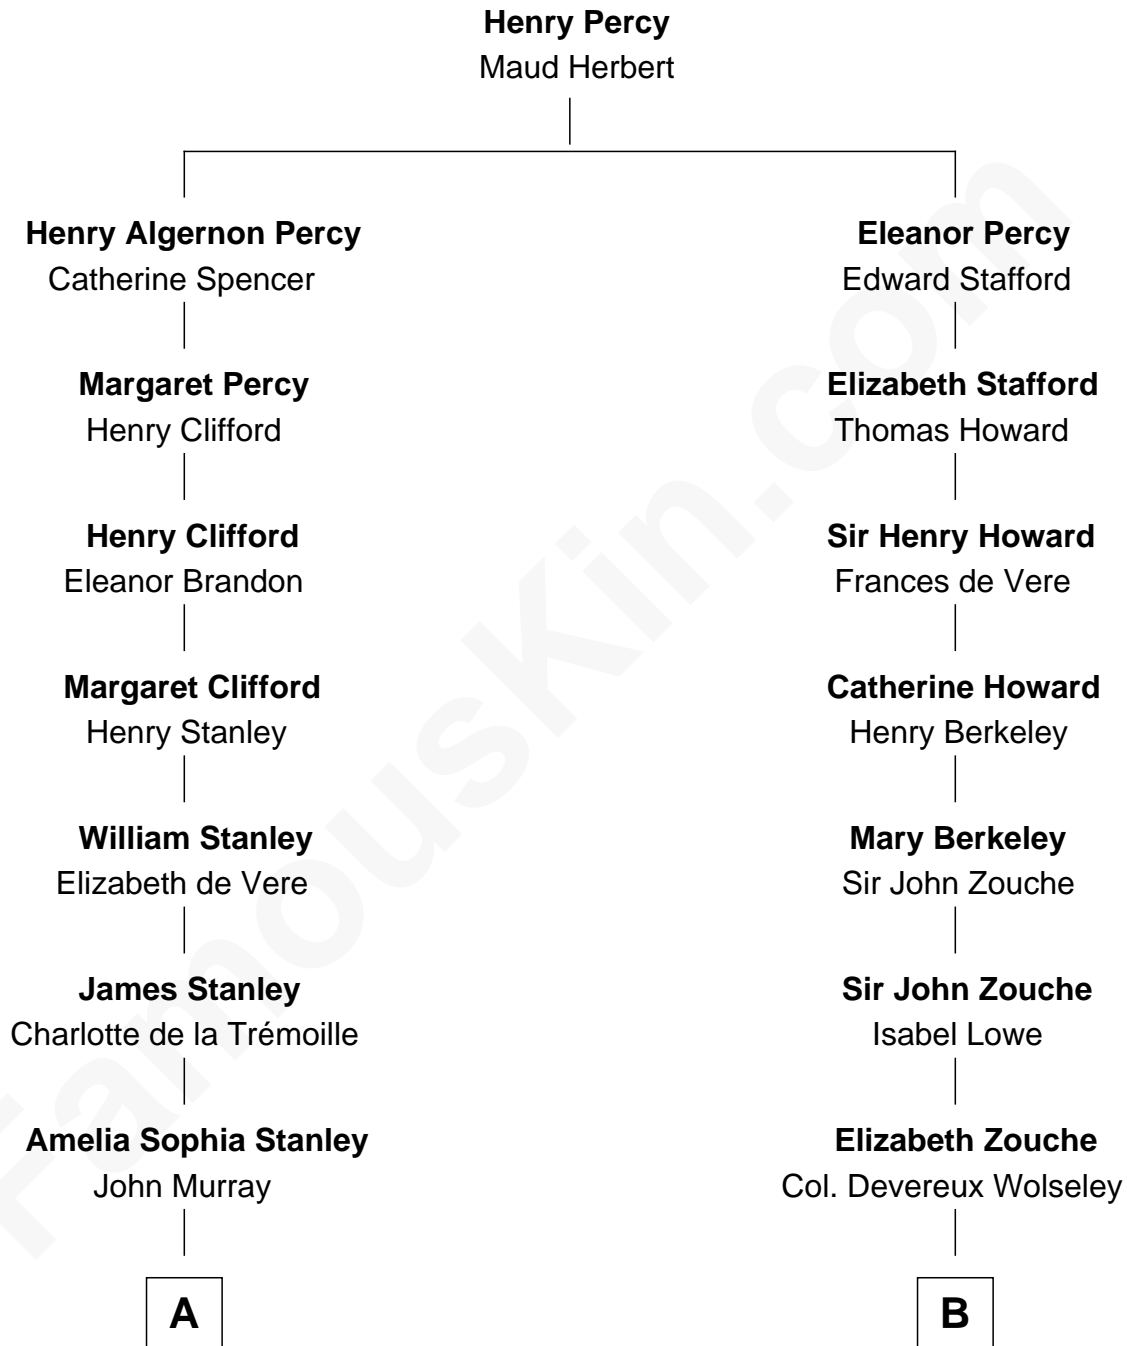 Henry Percy
Maud Herbert
Henry Algernon Percy
Catherine Spencer
Eleanor Percy
Edward Stafford
Margaret Percy
Henry Clifford
Elizabeth Stafford
Thomas Howard
Henry Clifford
Eleanor Brandon
Sir Henry Howard
Frances de Vere
Margaret Clifford
Henry Stanley
Catherine Howard
Henry Berkeley
William Stanley
Elizabeth de Vere
Mary Berkeley
Sir John Zouche
James Stanley
Charlotte de la Trémoille
Sir John Zouche
Isabel Lowe
Amelia Sophia Stanley
John Murray
Elizabeth Zouche
Col. Devereux Wolseley
A
B
FamousKin.com